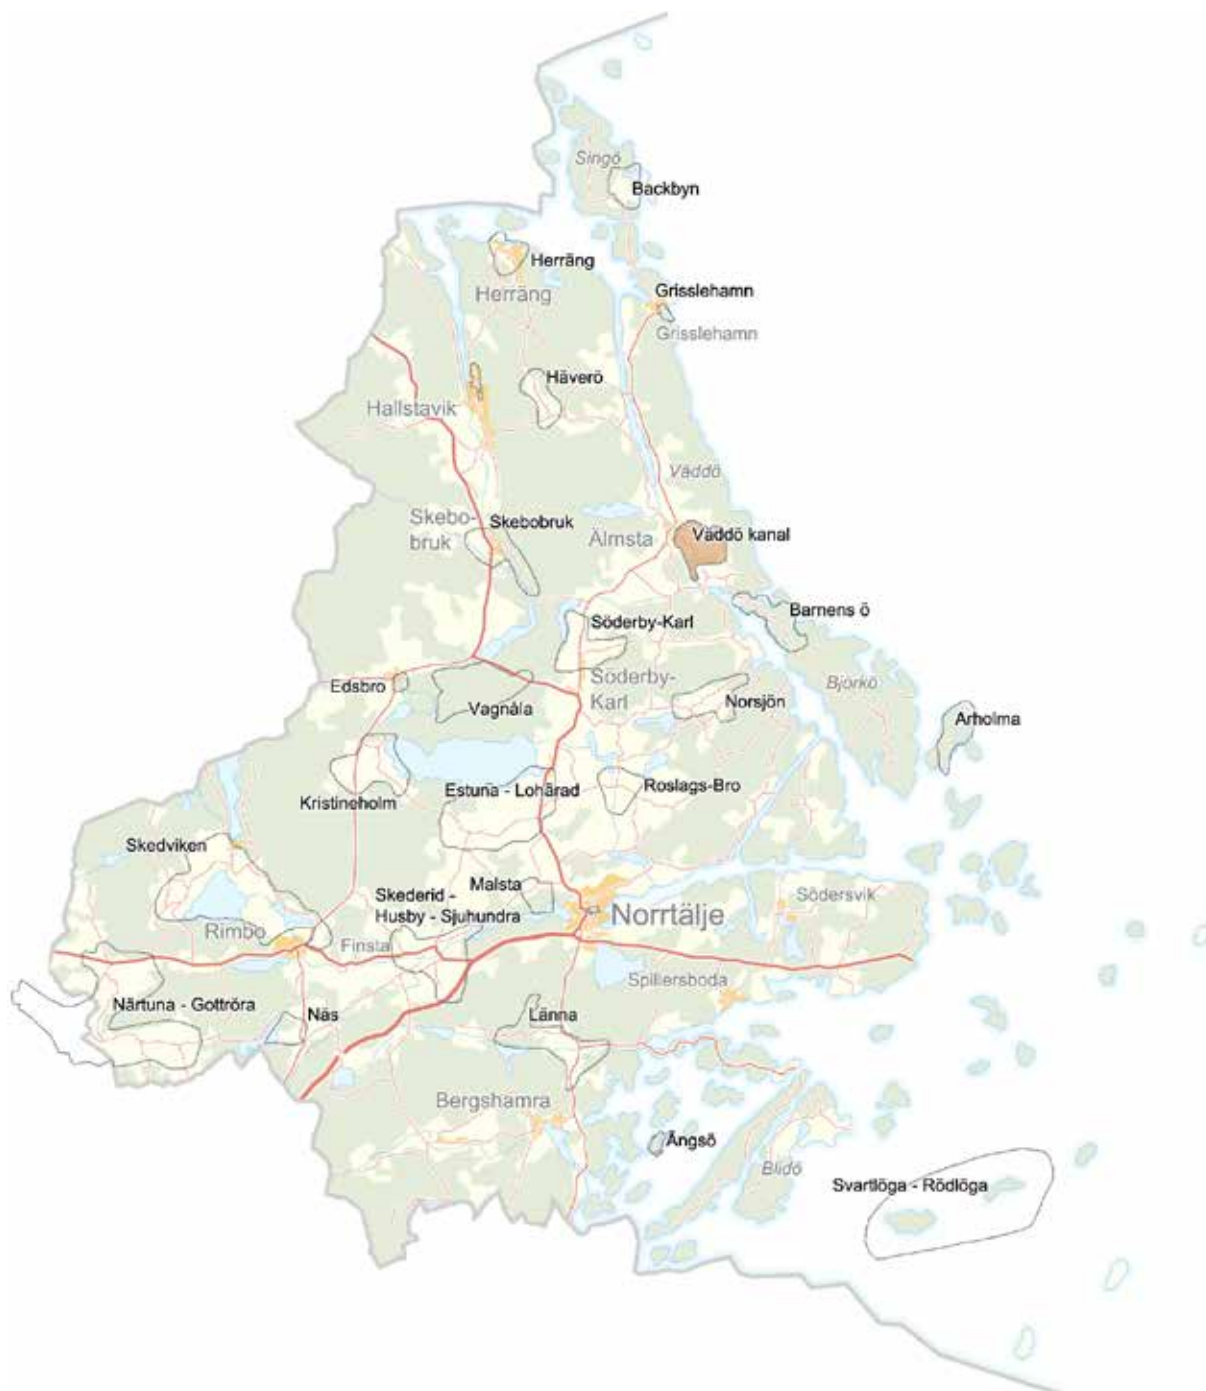 Singö
Backbyn
Herräng
Herräng
Grisslehamn
Grisslehamn
Häverö
Hallstavik
Väddö
Skebo-
bruk
Skebobruk
Älmsta
Väddö kanal
Barnens ö
Söderby-Karl
Söderby-
Karl
Edsbro
Vagnåla
Norsjön
Björkö
Arholma
Kristineholm
Estuna - Lohärad
Roslags-Bro
Skedviken
Malsta
Skederid -
Husby - Sjuhundra
Norrtälje
Södersvik
Rimbo
Finsta
Spillersboda
Närtuna - Gottröra
Näs
Länna
Bergshamra
Ängsö
Blidö
Svartlöga - Rödlöga